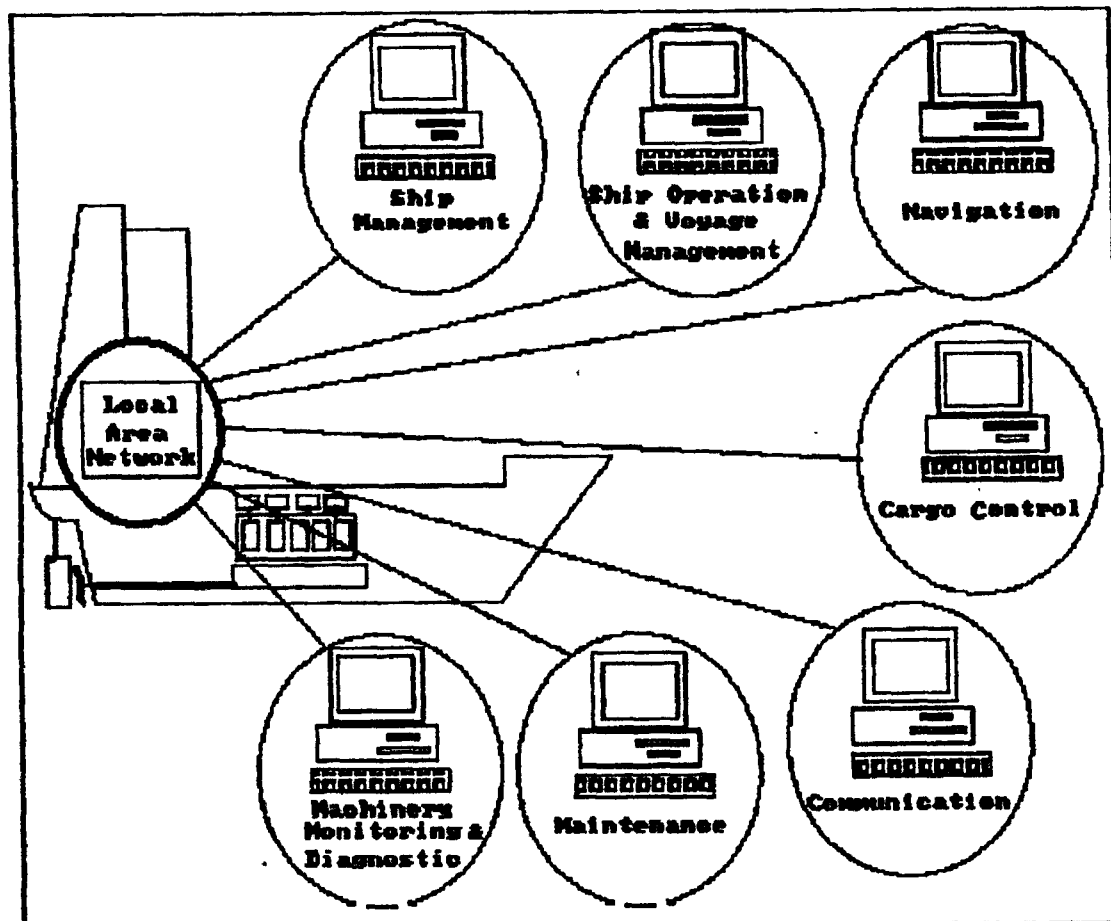 Ship
Management
Ship Operation
& Voyage
Management
Navigation
Local
Area
Network
Cargo Control
Machinery
Monitoring &
Diagnostic
Maintenance
Communication